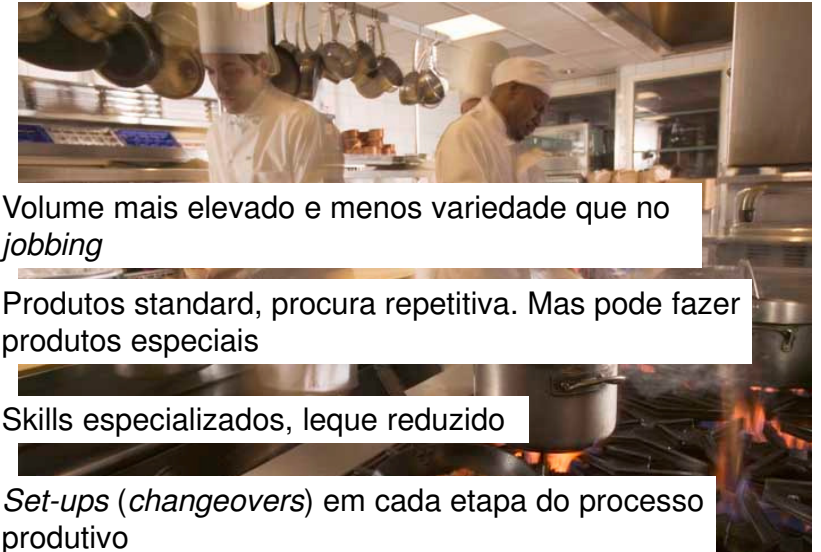 Volume mais elevado e menos variedade que no
jobbing
Produtos standard, procura repetitiva. Mas pode fazer
produtos especiais
Skills especializados, leque reduzido
Set-ups (changeovers) em cada etapa do processo
produtivo